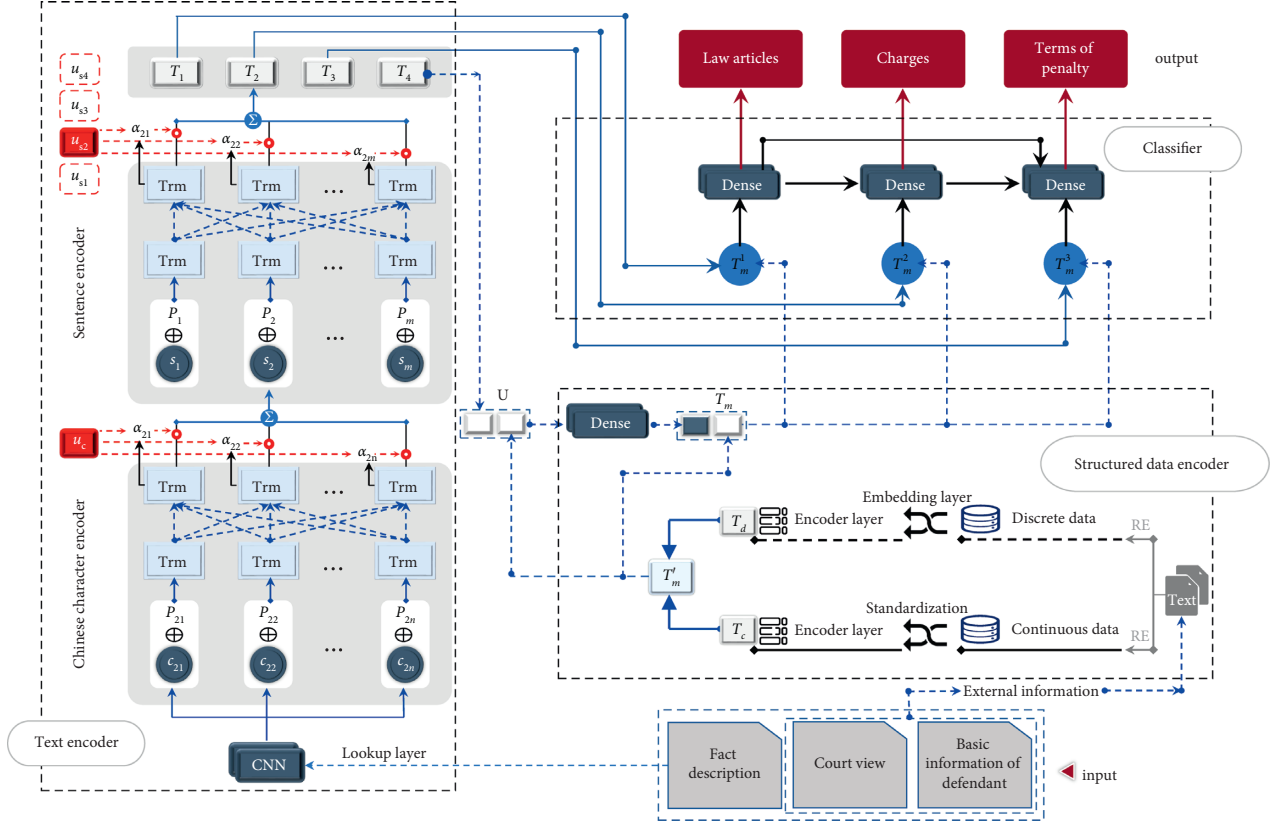 Law articles
Charges
Terms of
penalty
output
T1
T2
T3
T4
us4
us3
us2
us1
α21
α22
α2m
Σ
Trm
Trm
...
Trm
Trm
Trm
...
Trm
P1
P2
...
Pm
s1
s2
...
sm
Sentence encoder
Classifier
Dense
Dense
Dense
T1m
T2m
T3m
Σ
uc
α21
α22
α2n
Trm
Trm
...
Trm
Trm
Trm
...
Trm
P21
P22
P2n
c21
c22
...
c2n
Chinese character encoder
Text encoder
CNN
Lookup layer
U
Dense
Tm
Structured data encoder
Embedding layer
Td
Encoder layer
Discrete data
RE
T′m
Text
Standardization
Tc
Encoder layer
Continuous data
RE
External information
Fact
description
Court view
Basic
information of
defendant
input